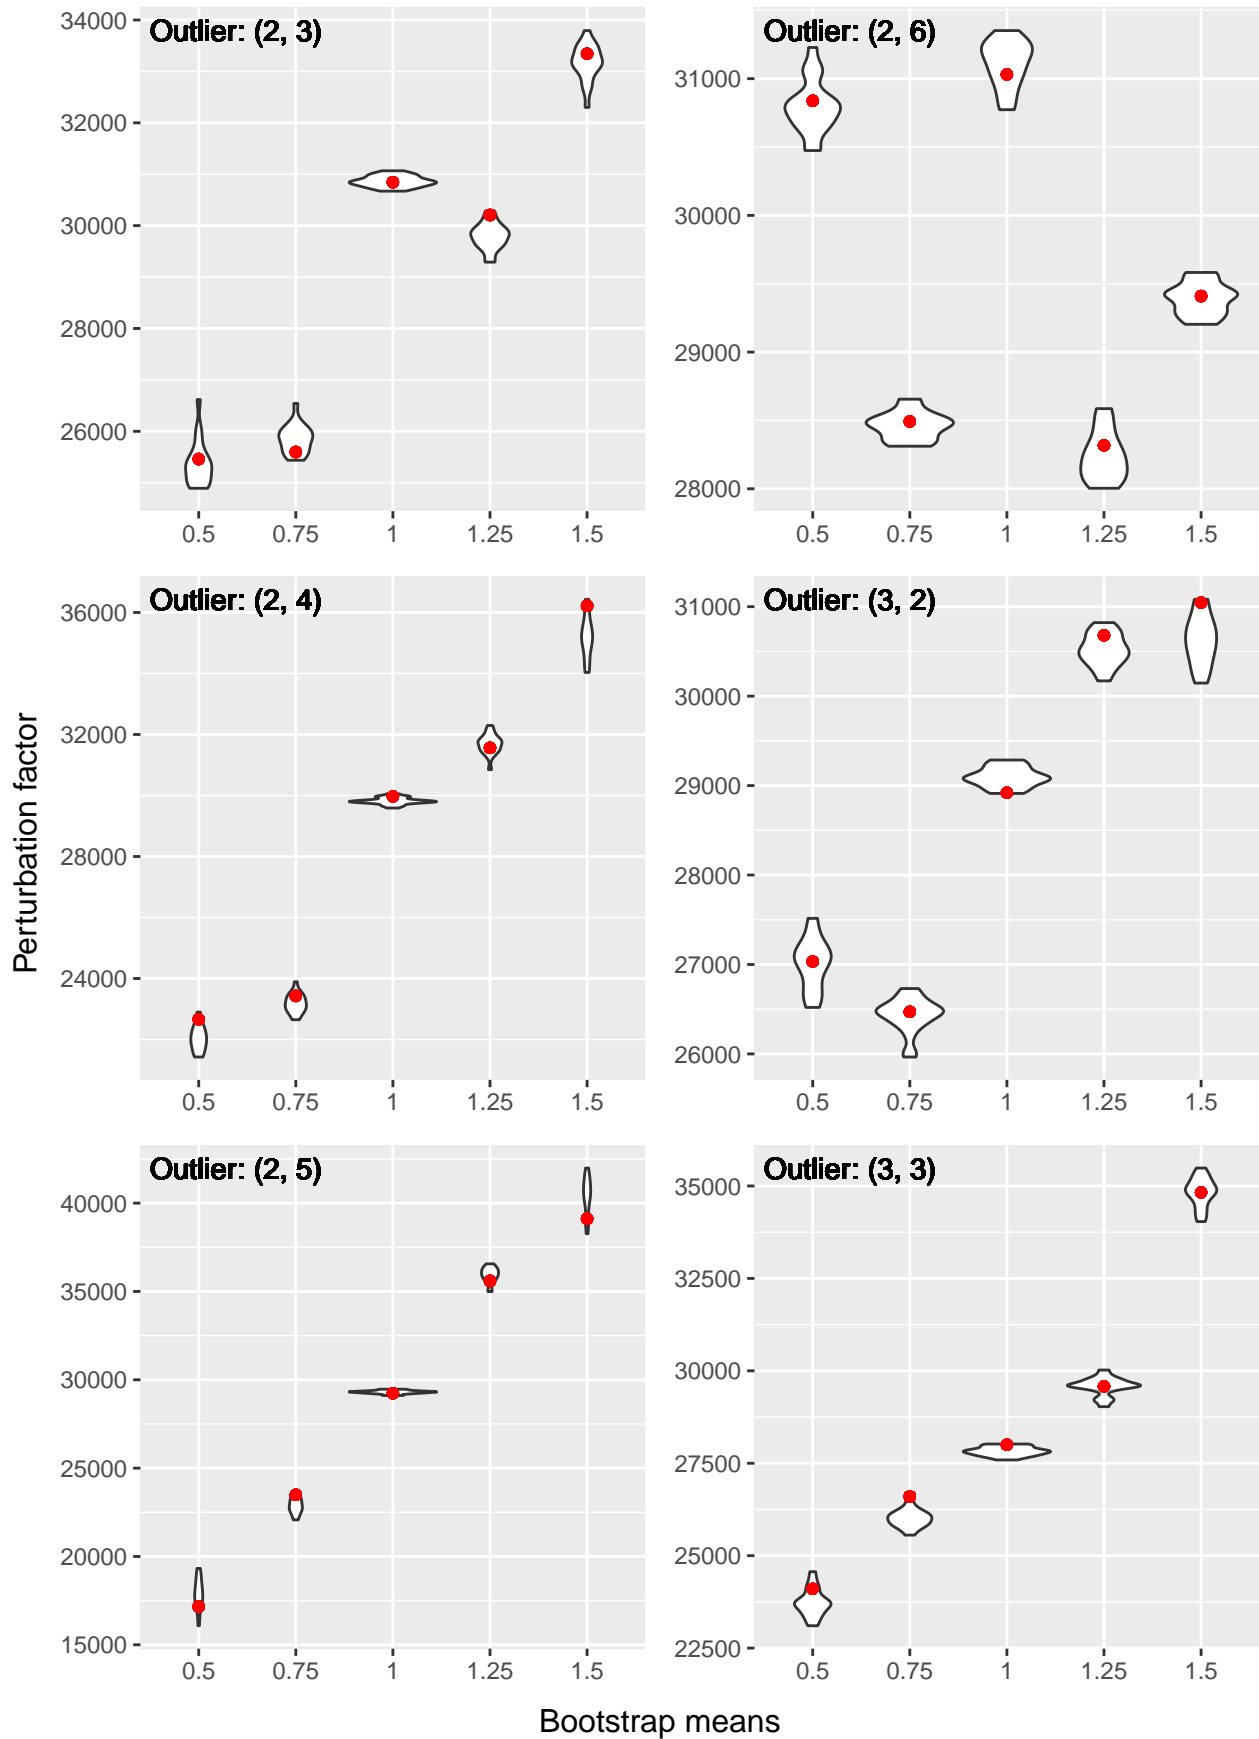 Outlier: (2, 3)
34000
32000
30000
28000
26000
0.5 0.75 1 1.25 1.5
Outlier: (2, 6)
31000
30000
29000
28000
0.5 0.75 1 1.25 1.5
Outlier: (2, 4)
36000
32000
28000
24000
0.5 0.75 1 1.25 1.5
Outlier: (3, 2)
31000
30000
29000
28000
27000
26000
0.5 0.75 1 1.25 1.5
Outlier: (2, 5)
40000
35000
30000
25000
20000
15000
0.5 0.75 1 1.25 1.5
Outlier: (3, 3)
35000
32500
30000
27500
25000
22500
0.5 0.75 1 1.25 1.5
Perturbation factor
Bootstrap means